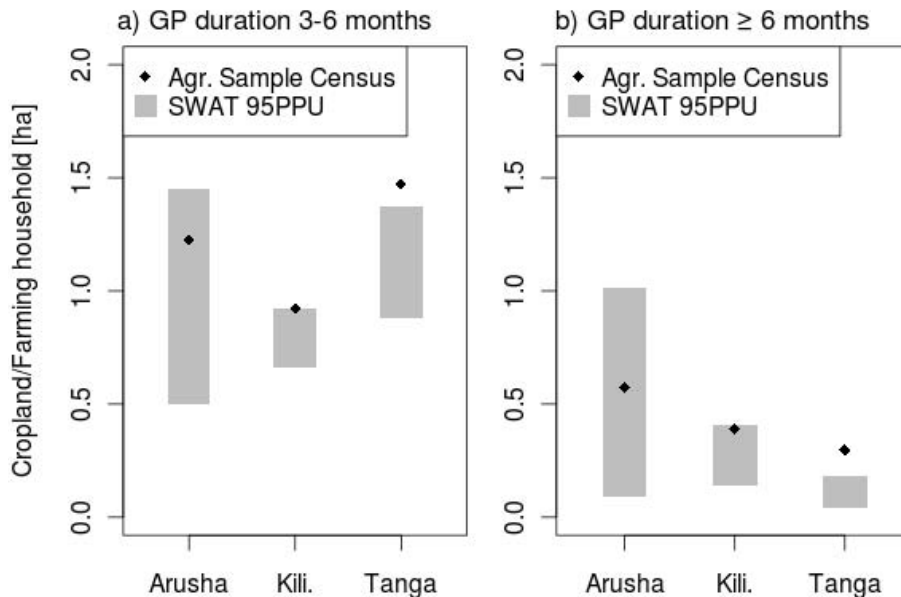 a) GP duration 3-6 months
b) GP duration ≥ 6 months
Cropland/Farming household [ha]
2.0
1.5
1.0
0.5
0.0
Agr. Sample Census
SWAT 95PPU
Arusha Kili. Tanga
2.0
1.5
1.0
0.5
0.0
Agr. Sample Census
SWAT 95PPU
Arusha Kili. Tanga